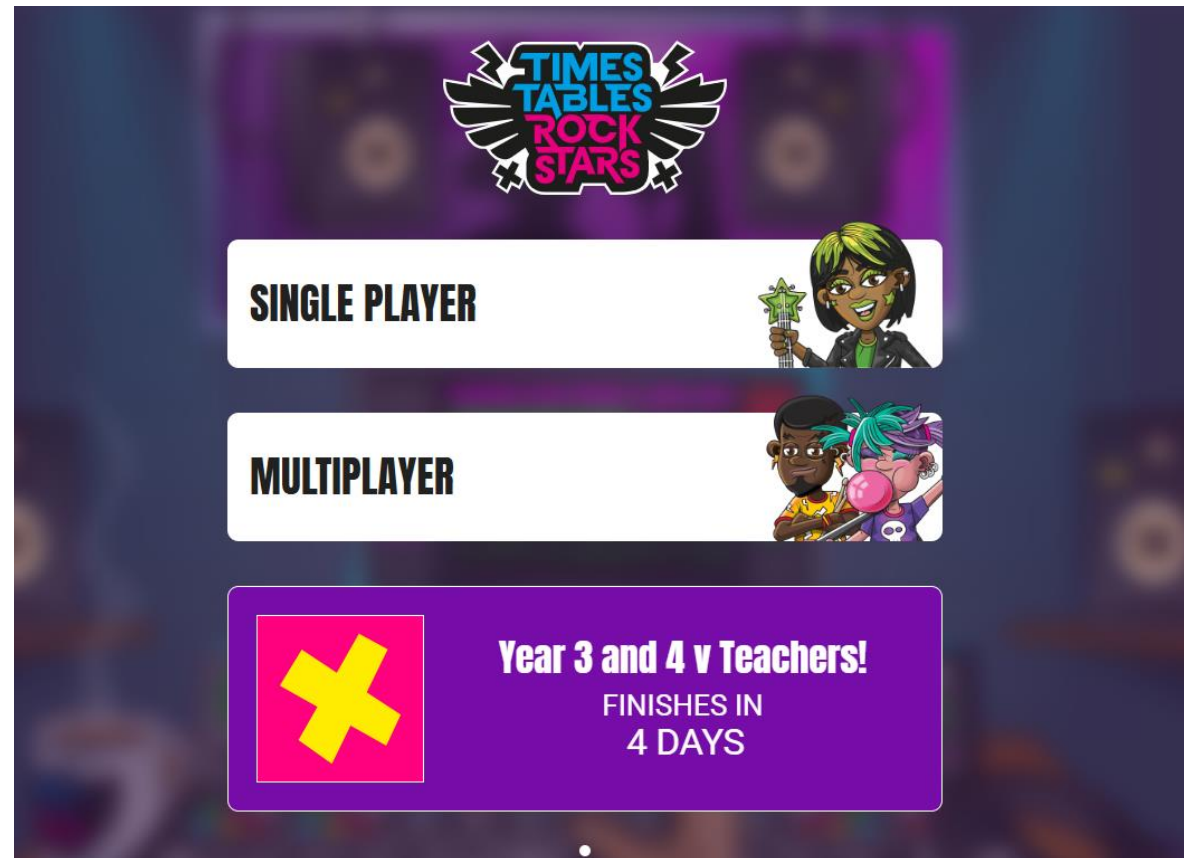 TIMES
TABLES
ROCK
STARS
SINGLE PLAYER
MULTIPLAYER
Year 3 and 4 v Teachers!
FINISHES IN
4 DAYS